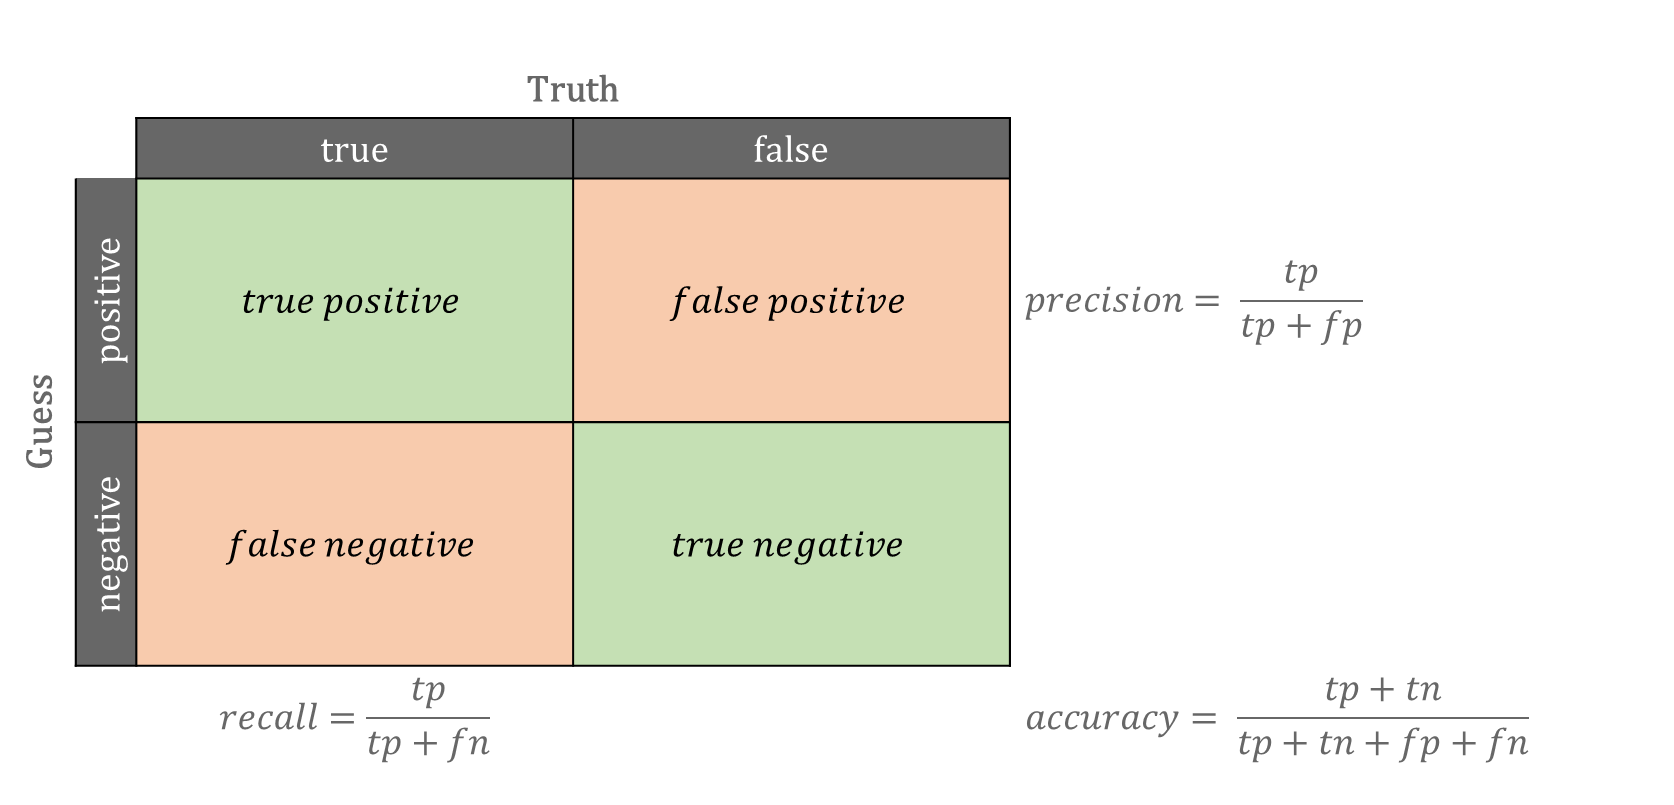 Truth
true false
Guess
positive
true positive false positive
precision = tp / tp + fp
negative
false negative true negative
recall = tp / tp + fn
accuracy = tp + tn / tp + tn + fp + fn